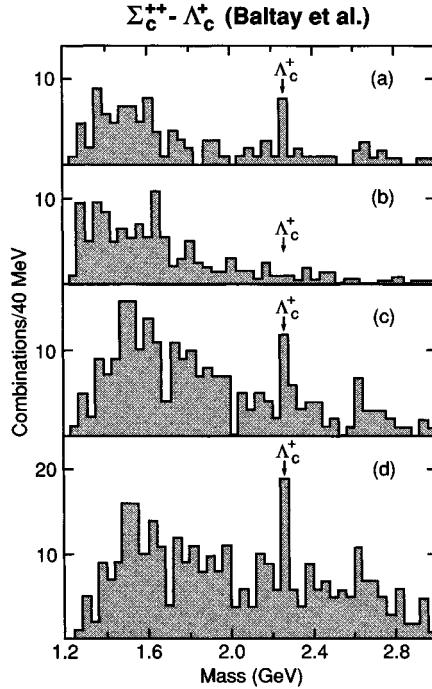 Σc++ - Λc+ (Baltay et al.)
10
Λc+
(a)
10
Λc+
(b)
10
Λc+
(c)
20
10
Λc+
(d)
Combinations/40 MeV
1.2 1.6 2.0 2.4 2.8
Mass (GeV)